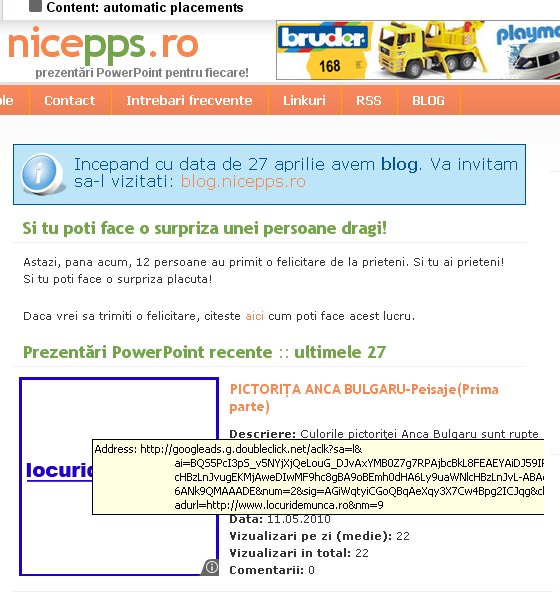 Content: automatic placements
nicepps.ro
prezentări PowerPoint pentru fiecare!
bruder
168
playmo
Contact
Intrebari frecvente
Linkuri
RSS
BLOG
Incepand cu data de 27 aprilie avem blog. Va invitam
sa-l vizitati: blog.nicepps.ro
Si tu poti face o surpriza unei persoane dragi!
Astazi, pana acum, 12 persoane au primit o felicitare de la prieteni. Si tu ai prieteni!
Si tu poti face o surpriza placuta!
Daca vrei sa trimiti o felicitare, citeste aici cum poti face acest lucru.
Prezentări PowerPoint recente :: ultimele 27
PICTORIȚA ANCA BULGARU-Peisaje(Prima
parte)
Descriere: Culorile pictoritei Anca Bulgaru sunt rupte
locurid
Address: http://googleads.g.doubleclick.net/aclk?sa=l&
adurl=http://www.locuridemunca.ro&nm=9
Data: 11.05.2010
Vizualizari pe zi (medie): 22
Vizualizari in total: 22
Comentarii: 0